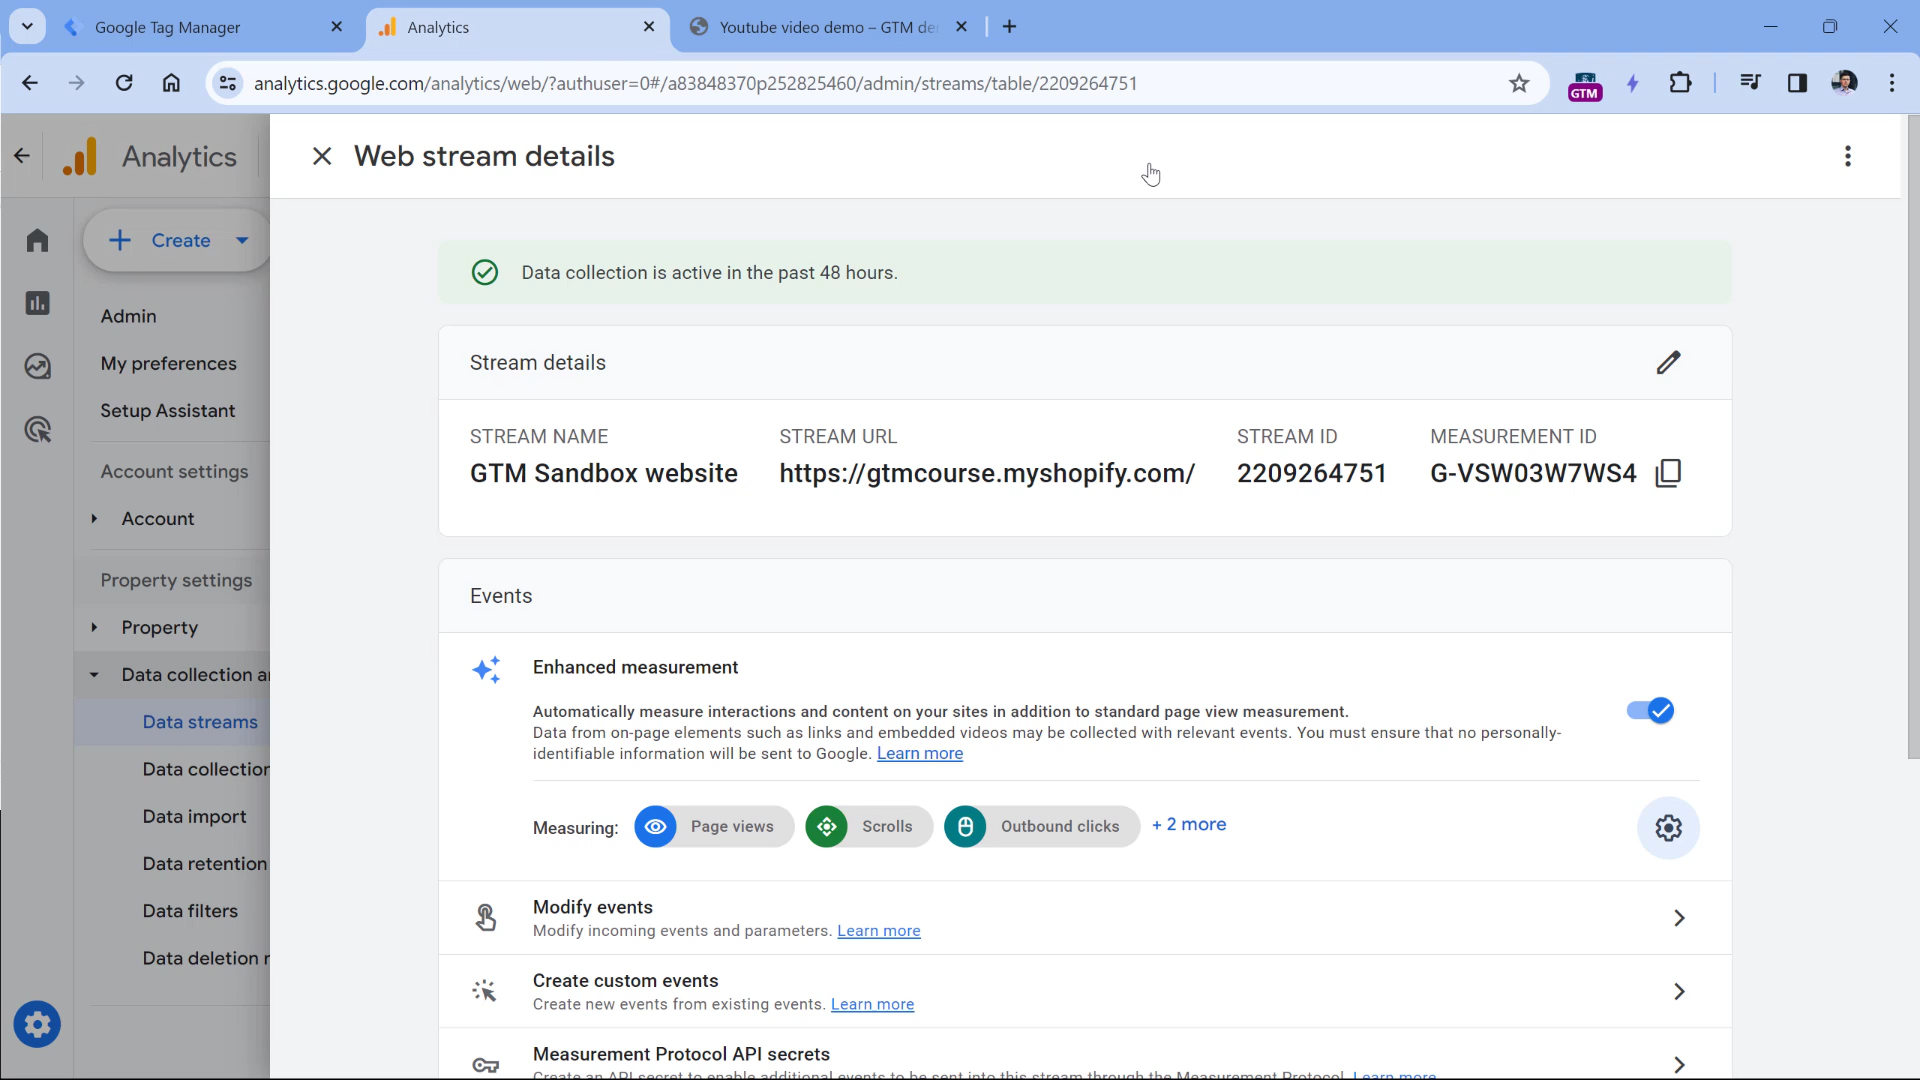 Google Tag Manager
Analytics
Youtube video demo – GTM de
analytics.google.com/analytics/web/?authuser=0#/a83848370p252825460/admin/streams/table/2209264751
GTM
Analytics
Web stream details
Create
Admin
My preferences
Setup Assistant
Account settings
Account
Property settings
Property
Data collection a
Data streams
Data collection
Data import
Data retention
Data filters
Data deletion r
Data collection is active in the past 48 hours.
Stream details
STREAM NAME
GTM Sandbox website
STREAM URL
https://gtmcourse.myshopify.com/
STREAM ID
2209264751
MEASUREMENT ID
G-VSW03W7WS4
Events
Enhanced measurement
Automatically measure interactions and content on your sites in addition to standard page view measurement.
Data from on-page elements such as links and embedded videos may be collected with relevant events. You must ensure that no personally-
identifiable information will be sent to Google. Learn more
Measuring: Page views Scrolls Outbound clicks + 2 more
Modify events
Modify incoming events and parameters. Learn more
Create custom events
Create new events from existing events. Learn more
Measurement Protocol API secrets
Create an API secret to enable additional events to be sent into this stream through the Measurement Protocol. Learn more